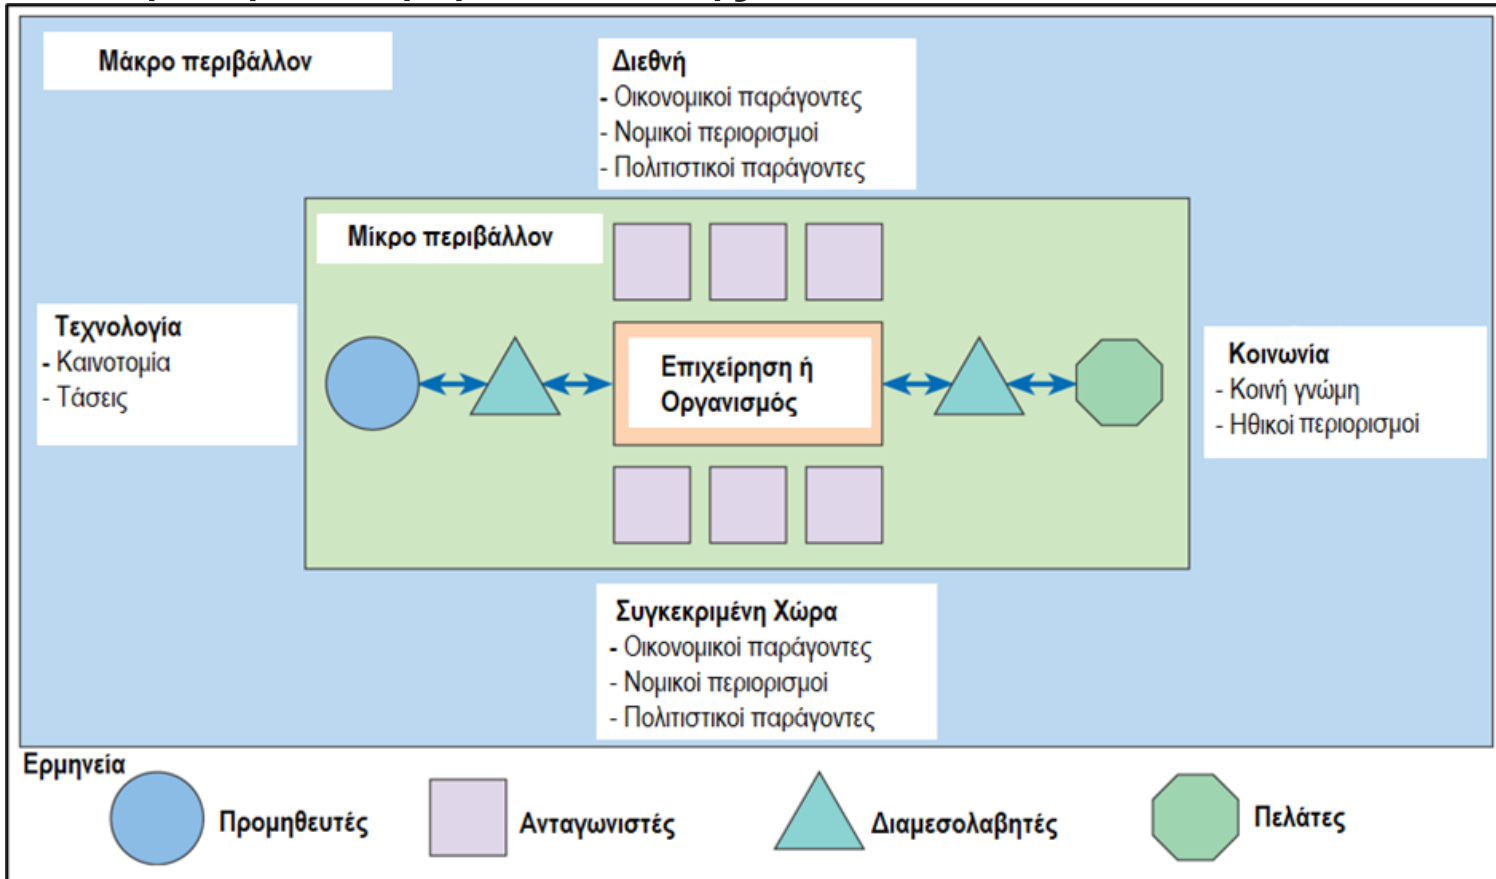 Μάκρο περιβάλλον
Διεθνή
- Οικονομικοί παράγοντες
- Νομικοί περιορισμοί
- Πολιτιστικοί παράγοντες
Μίκρο περιβάλλον
Τεχνολογία
- Καινοτομία
- Τάσεις
Επιχείρηση ή
Οργανισμός
Κοινωνία
- Κοινή γνώμη
- Ηθικοί περιορισμοί
Συγκεκριμένη Χώρα
- Οικονομικοί παράγοντες
- Νομικοί περιορισμοί
- Πολιτιστικοί παράγοντες
Ερμηνεία
Προμηθευτές
Ανταγωνιστές
Διαμεσολαβητές
Πελάτες